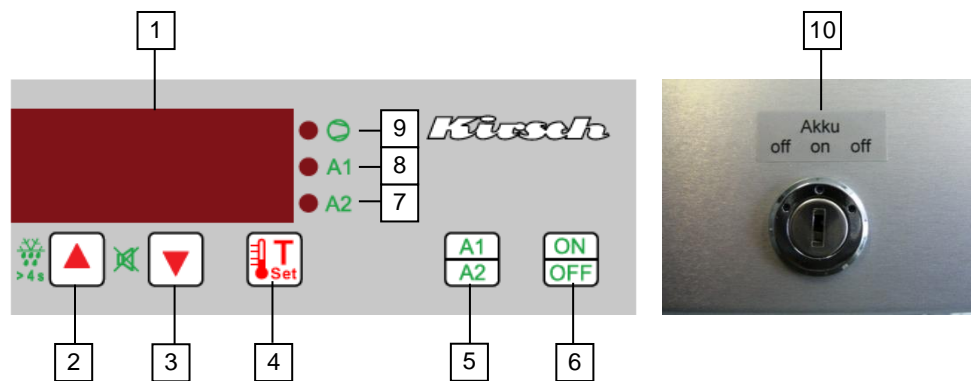 1
10
Kirsch
9
A1 8
A2 7
Akku
off on off
>4s
T
Set
A1
A2
ON
OFF
2 3 4 5 6